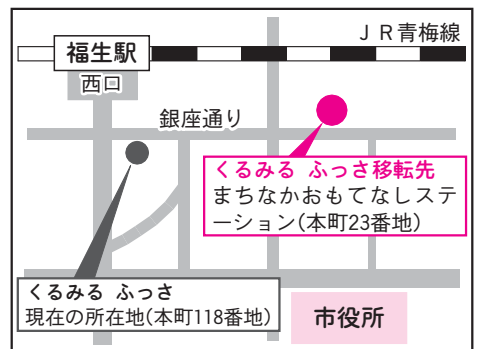 ＪＲ青梅線
福生駅
西口
銀座通り
くるみる ふっさ移転先
まちなかおもてなしステ
ーション(本町23番地)
くるみる ふっさ
現在の所在地(本町118番地)
市役所